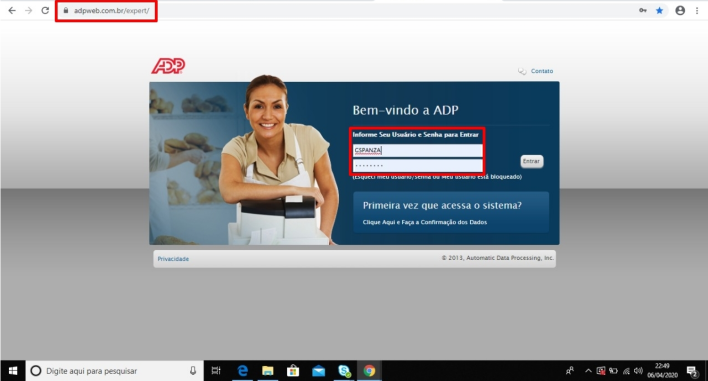 adpweb.com.br/expert/
ADP
Contato
Bem-vindo a ADP
Informe Seu Usuário e Senha para Entrar
CSPANZA
Entrar
(Esqueci meu usuário/senha ou Meu usuário está bloqueado)
Primeira vez que acessa o sistema?
Clique Aqui e Faça a Confirmação dos Dados
Privacidade
© 2013, Automatic Data Processing, Inc.
Digite aqui para pesquisar
22:49
06/04/2020